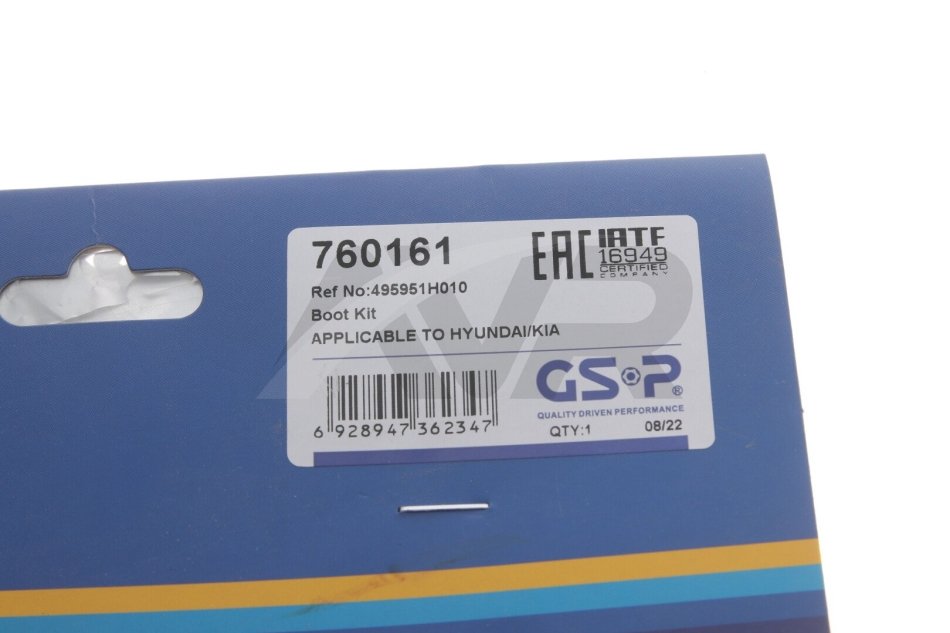 760161
EAC
IATF
16949
CERTIFIED
COMPANY
Ref No:495951H010
Boot Kit
APPLICABLE TO HYUNDAI/KIA
AVP
GSP®
QUALITY DRIVEN PERFORMANCE
6 928947 362347
QTY:1
08/22